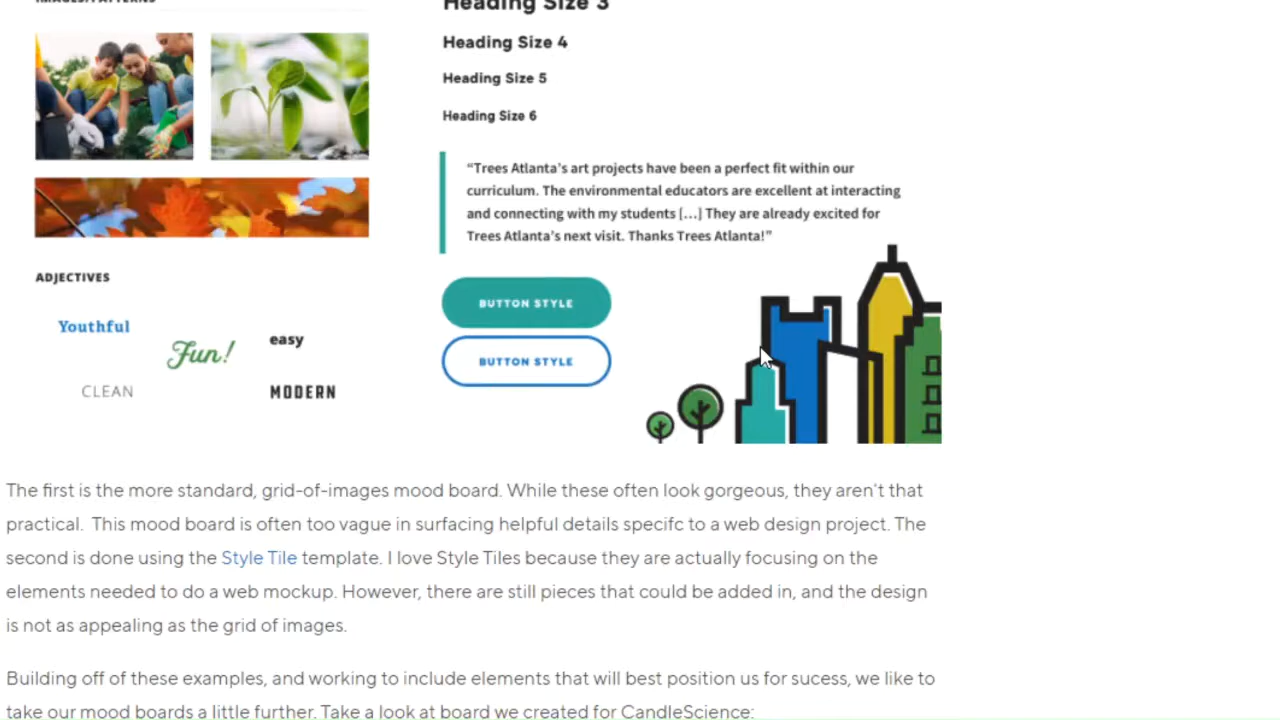 IMAGES/PATTERNS
Heading Size 3
Heading Size 4
Heading Size 5
Heading Size 6
“Trees Atlanta’s art projects have been a perfect fit within our
curriculum. The environmental educators are excellent at interacting
and connecting with my students [...] They are already excited for
Trees Atlanta’s next visit. Thanks Trees Atlanta!”
ADJECTIVES
Youthful
Fun!
easy
CLEAN
MODERN
BUTTON STYLE
BUTTON STYLE
The first is the more standard, grid-of-images mood board. While these often look gorgeous, they aren't that
practical. This mood board is often too vague in surfacing helpful details specifc to a web design project. The
second is done using the Style Tile template. I love Style Tiles because they are actually focusing on the
elements needed to do a web mockup. However, there are still pieces that could be added in, and the design
is not as appealing as the grid of images.
Building off of these examples, and working to include elements that will best position us for sucess, we like to
take our mood boards a little further. Take a look at board we created for CandleScience: